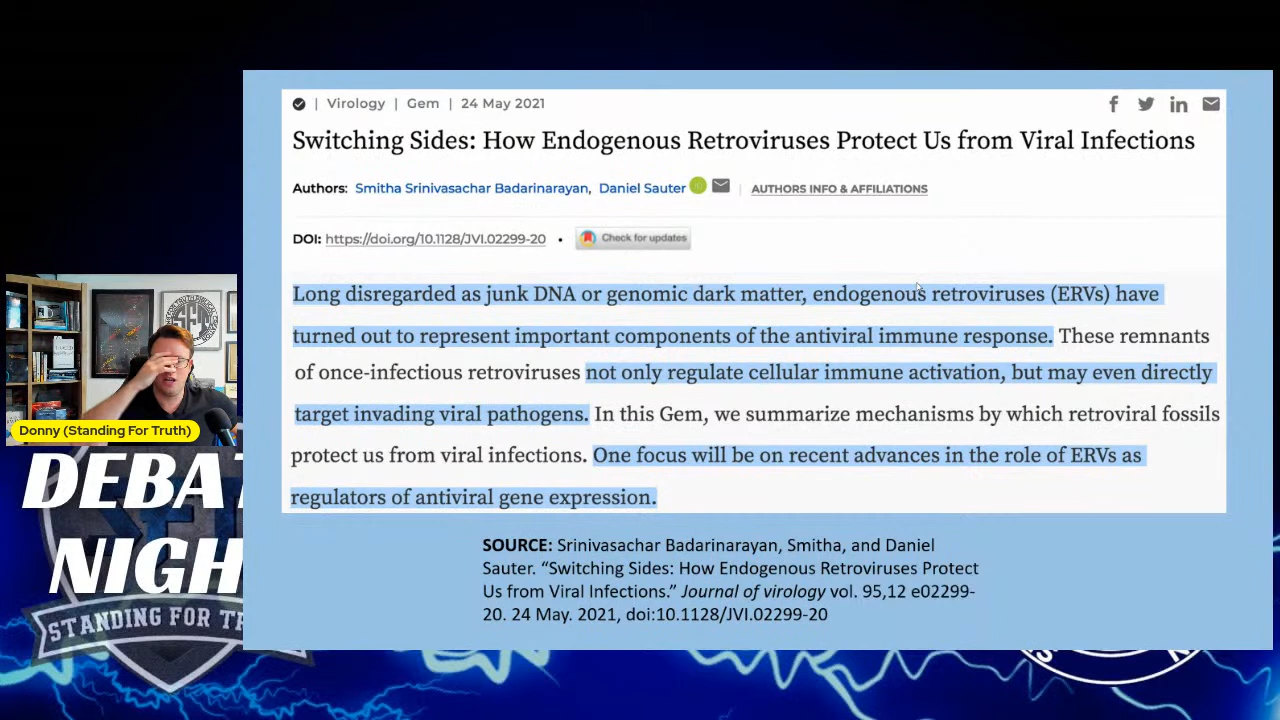 | Virology | Gem | 24 May 2021
Switching Sides: How Endogenous Retroviruses Protect Us from Viral Infections
Authors: Smitha Srinivasachar Badarinarayan, Daniel Sauter | AUTHORS INFO & AFFILIATIONS
DOI: https://doi.org/10.1128/JVI.02299-20 • Check for updates
Long disregarded as junk DNA or genomic dark matter, endogenous retroviruses (ERVs) have
turned out to represent important components of the antiviral immune response. These remnants
of once-infectious retroviruses not only regulate cellular immune activation, but may even directly
target invading viral pathogens. In this Gem, we summarize mechanisms by which retroviral fossils
protect us from viral infections. One focus will be on recent advances in the role of ERVs as
regulators of antiviral gene expression.
SOURCE: Srinivasachar Badarinarayan, Smitha, and Daniel
Sauter. “Switching Sides: How Endogenous Retroviruses Protect
Us from Viral Infections.” Journal of virology vol. 95,12 e02299-
20. 24 May. 2021, doi:10.1128/JVI.02299-20
SFT
Donny (Standing For Truth)
DEBAT
NIGH
STANDING FOR TR